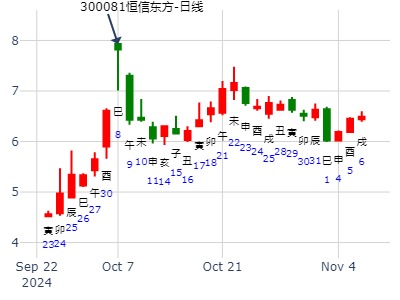 300081恒信东方-日线
8
7
6
5
4
寅 卯 辰 巳 午 酉 巳 午 未 申 亥 子 丑 寅 卯 午 未 申 酉 戌 丑 寅 卯 辰 巳 申 酉 戌
23 24 25 26 27 30 8 9 10 11 14 15 16 17 18 21 22 23 24 25 28 29 30 31 1 4 5 6
Sep 22 Oct 7 Oct 21 Nov 4
2024